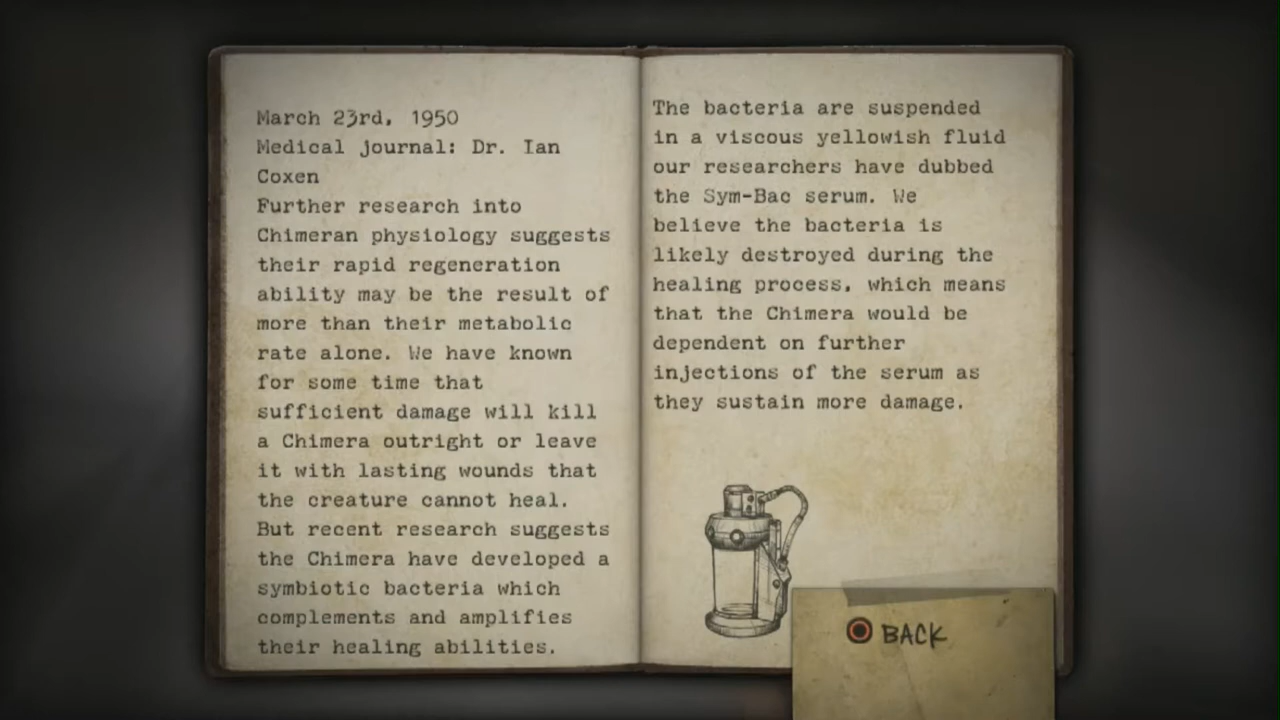 March 23rd, 1950
Medical journal: Dr. Ian
Coxen
Further research into
Chimeran physiology suggests
their rapid regeneration
ability may be the result of
more than their metabolic
rate alone. We have known
for some time that
sufficient damage will kill
a Chimera outright or leave
it with lasting wounds that
the creature cannot heal.
But recent research suggests
the Chimera have developed a
symbiotic bacteria which
complements and amplifies
their healing abilities.
The bacteria are suspended
in a viscous yellowish fluid
our researchers have dubbed
the Sym-Bac serum. We
believe the bacteria is
likely destroyed during the
healing process, which means
that the Chimera would be
dependent on further
injections of the serum as
they sustain more damage.
BACK